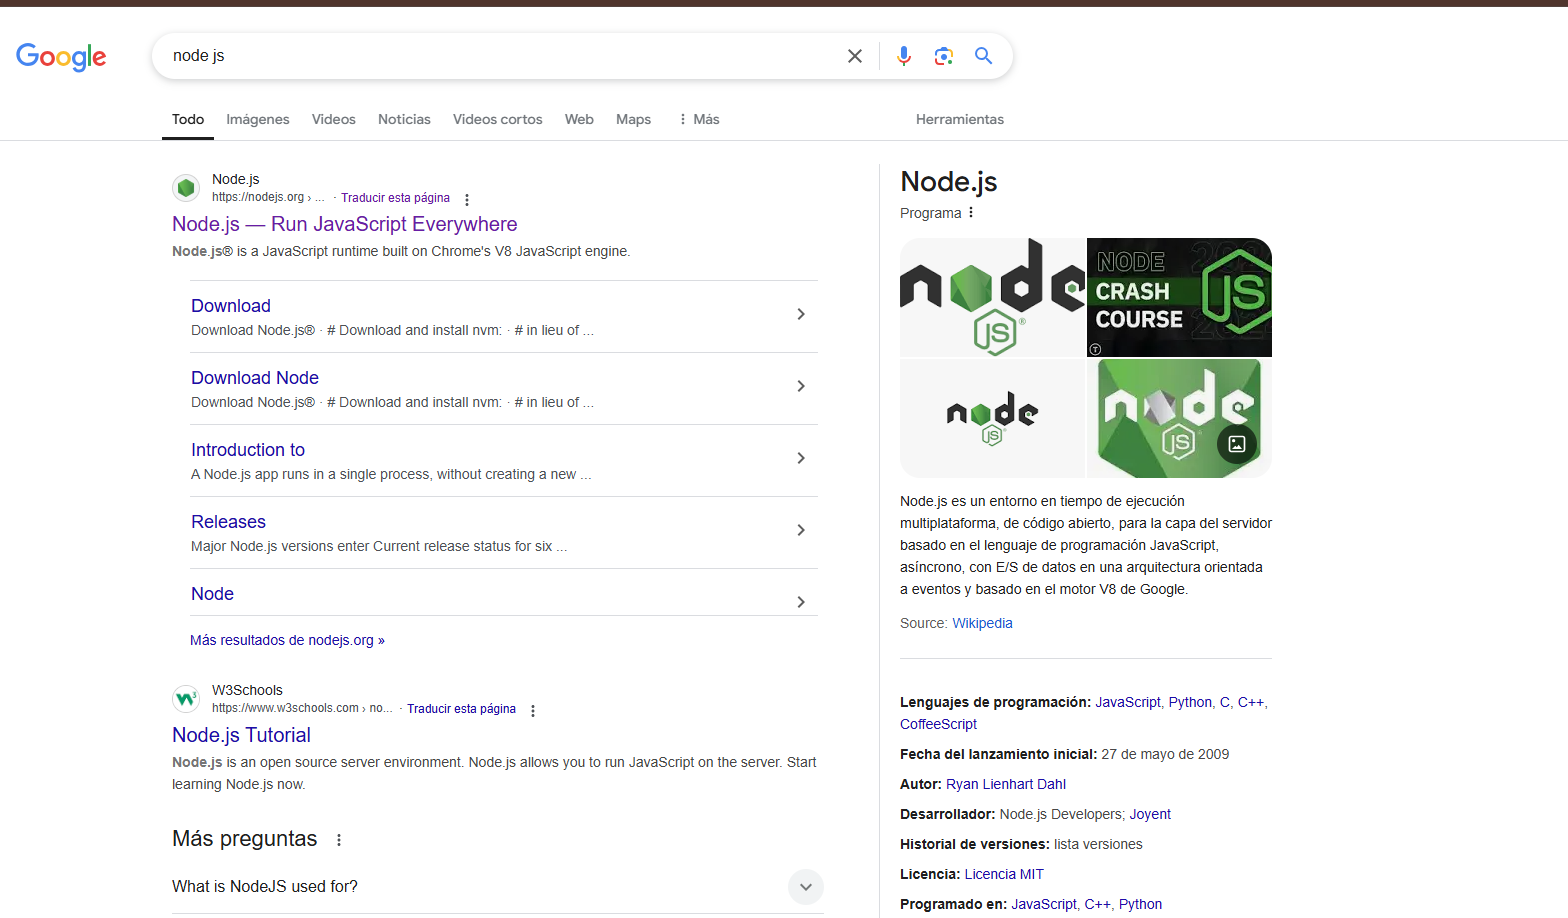 Google
node js
Todo
Imágenes
Videos
Noticias
Videos cortos
Web
Maps
Más
Herramientas
Node.js
https://nodejs.org › ... · Traducir esta página
Node.js — Run JavaScript Everywhere
Node.js® is a JavaScript runtime built on Chrome's V8 JavaScript engine.
Download
Download Node.js® · # Download and install nvm: · # in lieu of ...
Download Node
Download Node.js® · # Download and install nvm: · # in lieu of ...
Introduction to
A Node.js app runs in a single process, without creating a new ...
Releases
Major Node.js versions enter Current release status for six ...
Node
Más resultados de nodejs.org »
W3Schools
https://www.w3schools.com › no... · Traducir esta página
Node.js Tutorial
Node.js is an open source server environment. Node.js allows you to run JavaScript on the server. Start
learning Node.js now.
Más preguntas
What is NodeJS used for?
Node.js
Programa
node
JS®
NODE
CRASH
COURSE
JS
node
JS
node
JS
Node.js es un entorno en tiempo de ejecución
multiplataforma, de código abierto, para la capa del servidor
basado en el lenguaje de programación JavaScript,
asíncrono, con E/S de datos en una arquitectura orientada
a eventos y basado en el motor V8 de Google.
Source: Wikipedia
Lenguajes de programación: JavaScript, Python, C, C++,
CoffeeScript
Fecha del lanzamiento inicial: 27 de mayo de 2009
Autor: Ryan Lienhart Dahl
Desarrollador: Node.js Developers; Joyent
Historial de versiones: lista versiones
Licencia: Licencia MIT
Programado en: JavaScript, C++, Python